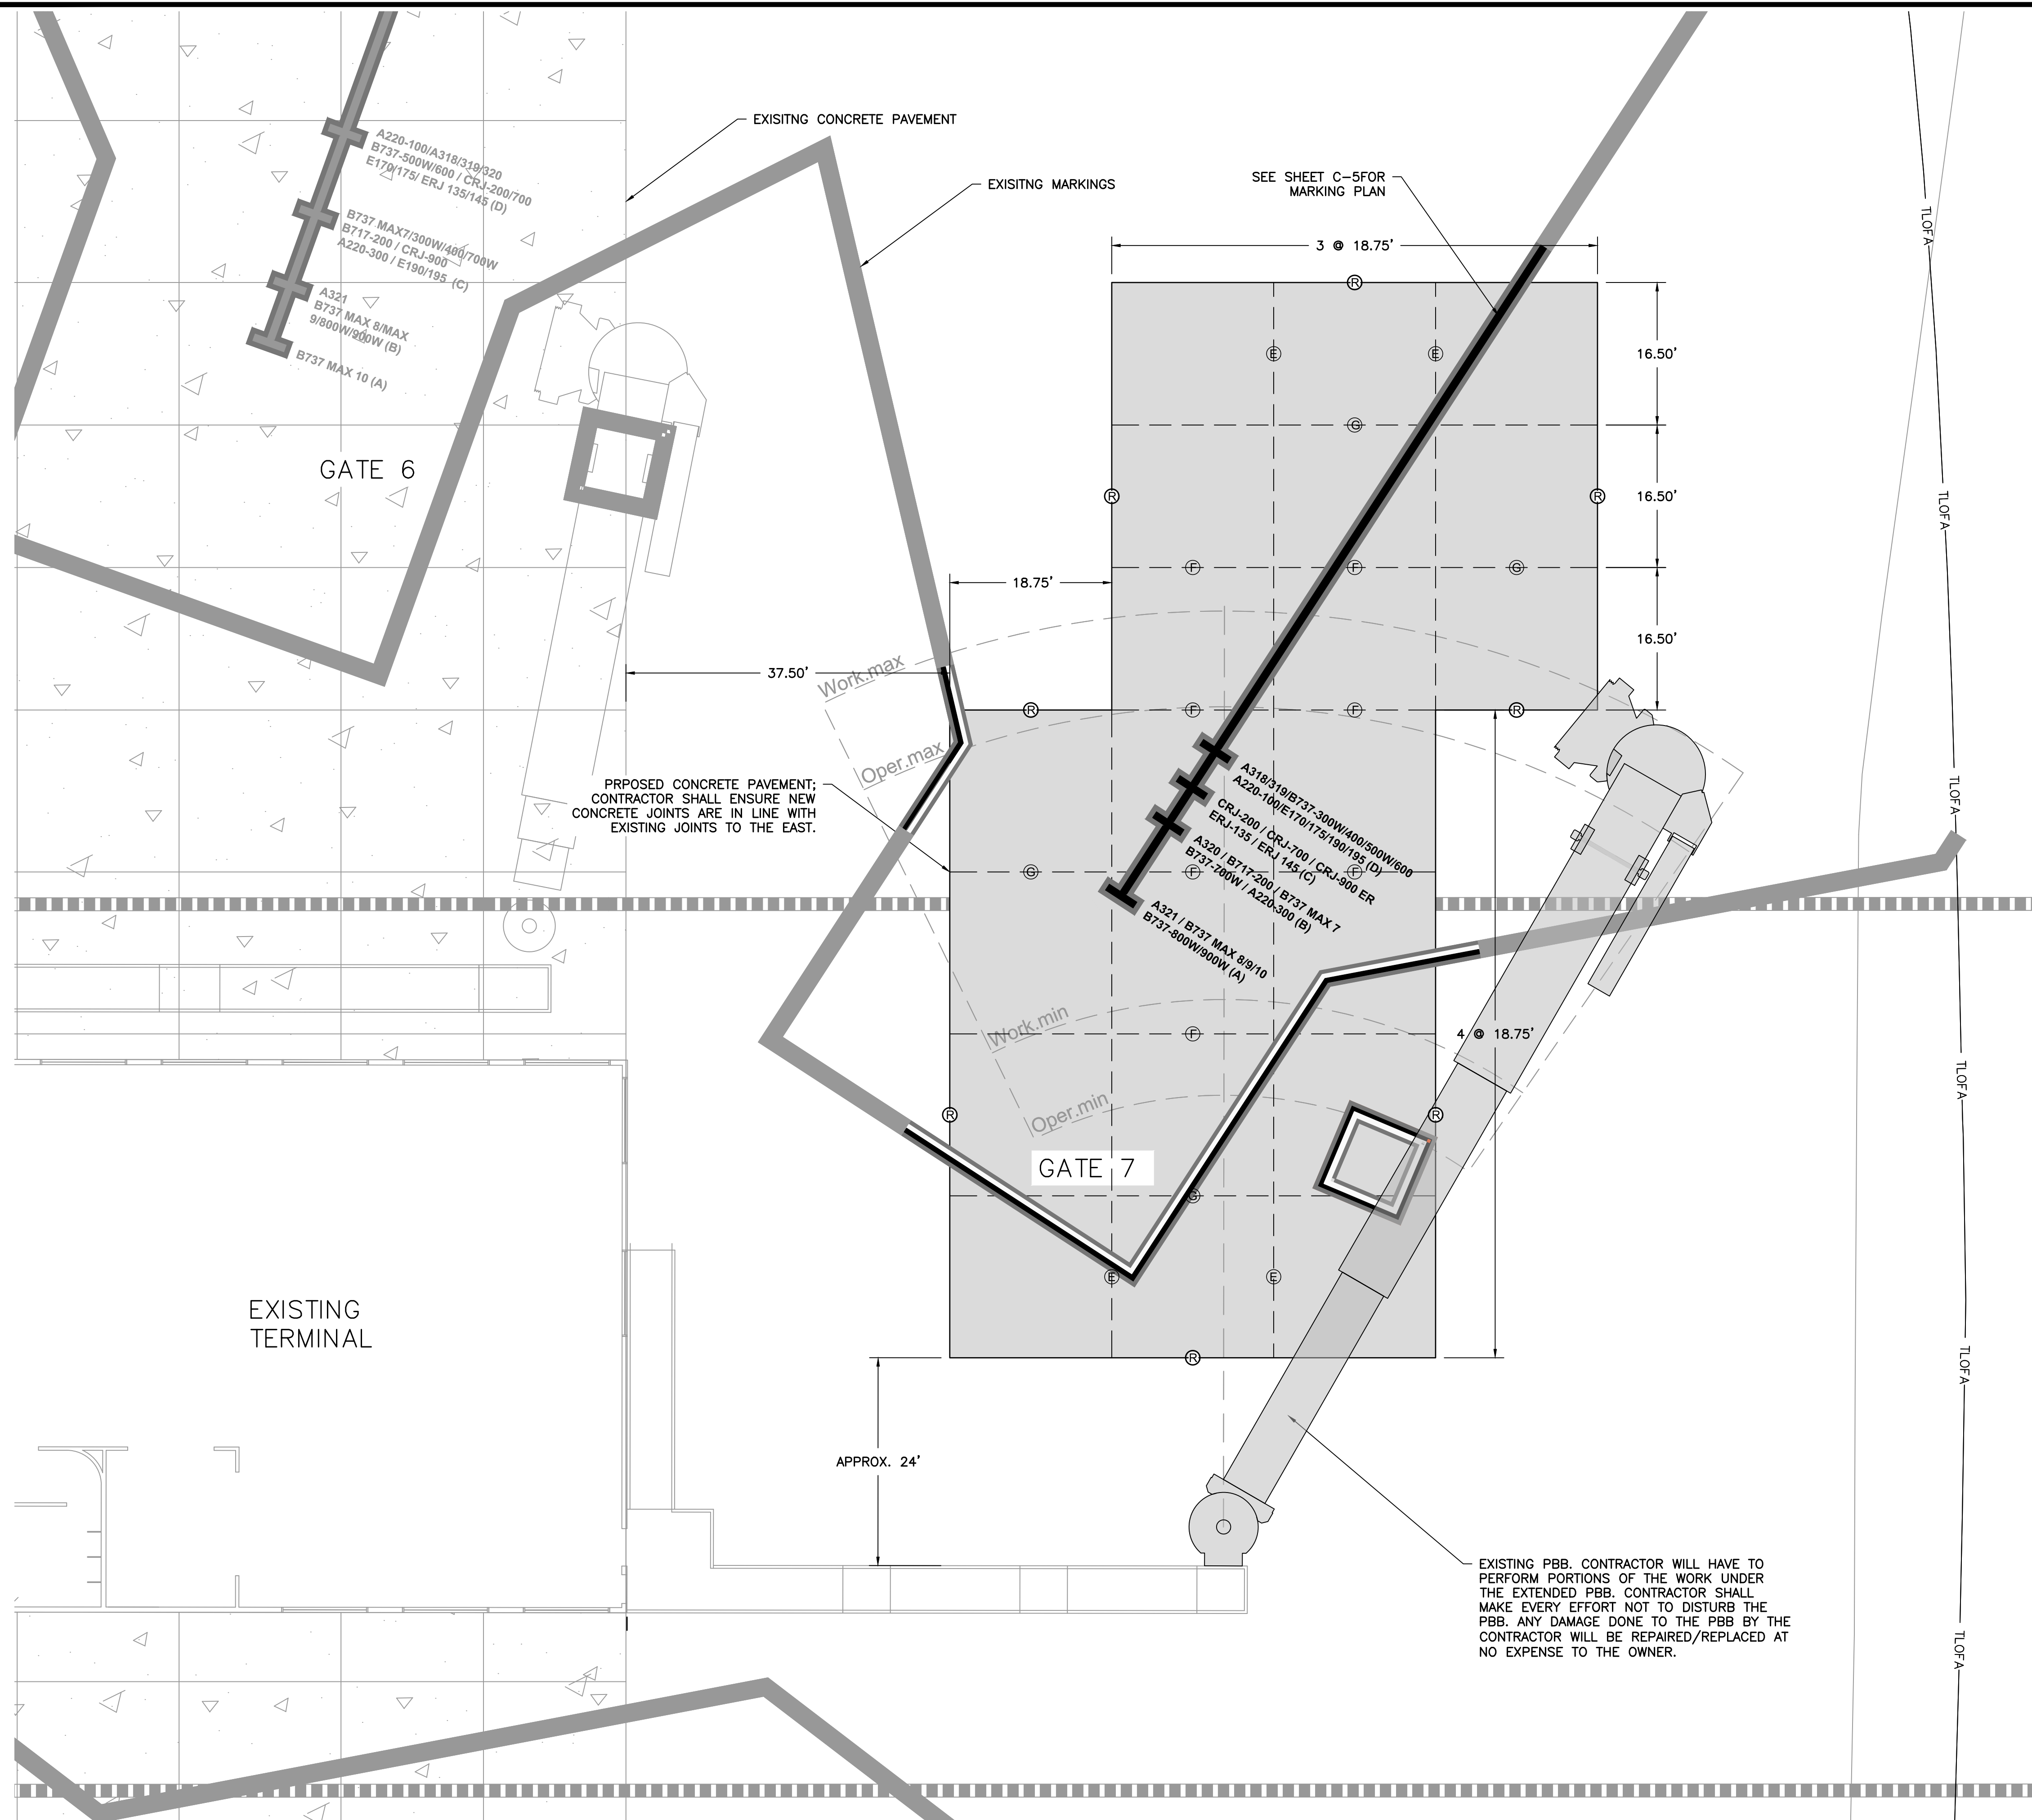 EXISITNG CONCRETE PAVEMENT
A220-100/A318/319/320
B737-500W/600 / CRJ-200/700
E170/175/ ERJ 135/145 (D)
B737 MAX7/300W/400/700W
B717-200 / CRJ-900
A220-300 / E190/195 (C)
A321
B737 MAX 8/MAX
9/800W/900W (B)
B737 MAX 10 (A)
GATE 6
EXISITNG MARKINGS
SEE SHEET C-5FOR
MARKING PLAN
3 @ 18.75'
R
E
E
16.50'
G
R
R
16.50'
F
F
G
18.75'
16.50'
37.50'
Work.max
R
F
F
R
Oper.max
PRPOSED CONCRETE PAVEMENT;
CONTRACTOR SHALL ENSURE NEW
CONCRETE JOINTS ARE IN LINE WITH
EXISTING JOINTS TO THE EAST.
A318/319/B737-300W/400/500W/600
A220-100/E170/175/190/195 (D)
CRJ-200 / CRJ-700 / CRJ-900 ER
ERJ-135 / ERJ 145 (C)
A320 / B717-200 / B737 MAX 7
B737-700W / A220-300 (B)
A321 / B737 MAX 8/9/10
B737-800W/900W (A)
G
F
F
Work.min
F
4 @ 18.75'
Oper.min
R
R
GATE 7
G
E
E
R
EXISTING
TERMINAL
APPROX. 24'
EXISTING PBB. CONTRACTOR WILL HAVE TO
PERFORM PORTIONS OF THE WORK UNDER
THE EXTENDED PBB. CONTRACTOR SHALL
MAKE EVERY EFFORT NOT TO DISTURB THE
PBB. ANY DAMAGE DONE TO THE PBB BY THE
CONTRACTOR WILL BE REPAIRED/REPLACED AT
NO EXPENSE TO THE OWNER.
TLOFA
TLOFA
TLOFA
TLOFA
TLOFA
TLOFA